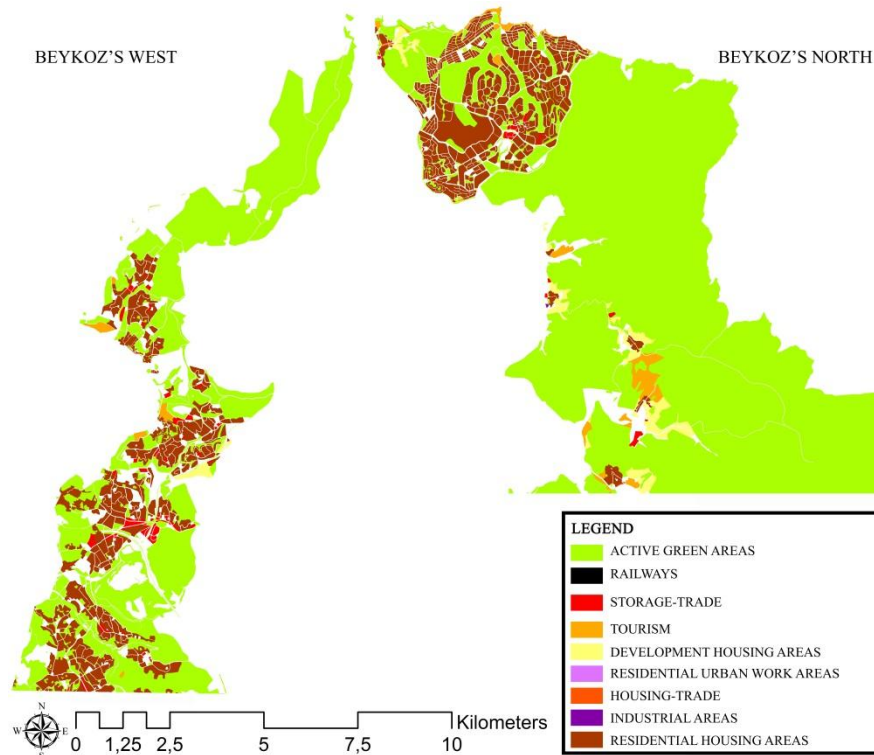 BEYKOZ’S WEST
BEYKOZ’S NORTH
LEGEND
ACTIVE GREEN AREAS
RAILWAYS
STORAGE-TRADE
TOURISM
DEVELOPMENT HOUSING AREAS
RESIDENTIAL URBAN WORK AREAS
HOUSING-TRADE
INDUSTRIAL AREAS
RESIDENTIAL HOUSING AREAS
N
W E
S
Kilometers
0 1,25 2,5 5 7,5 10